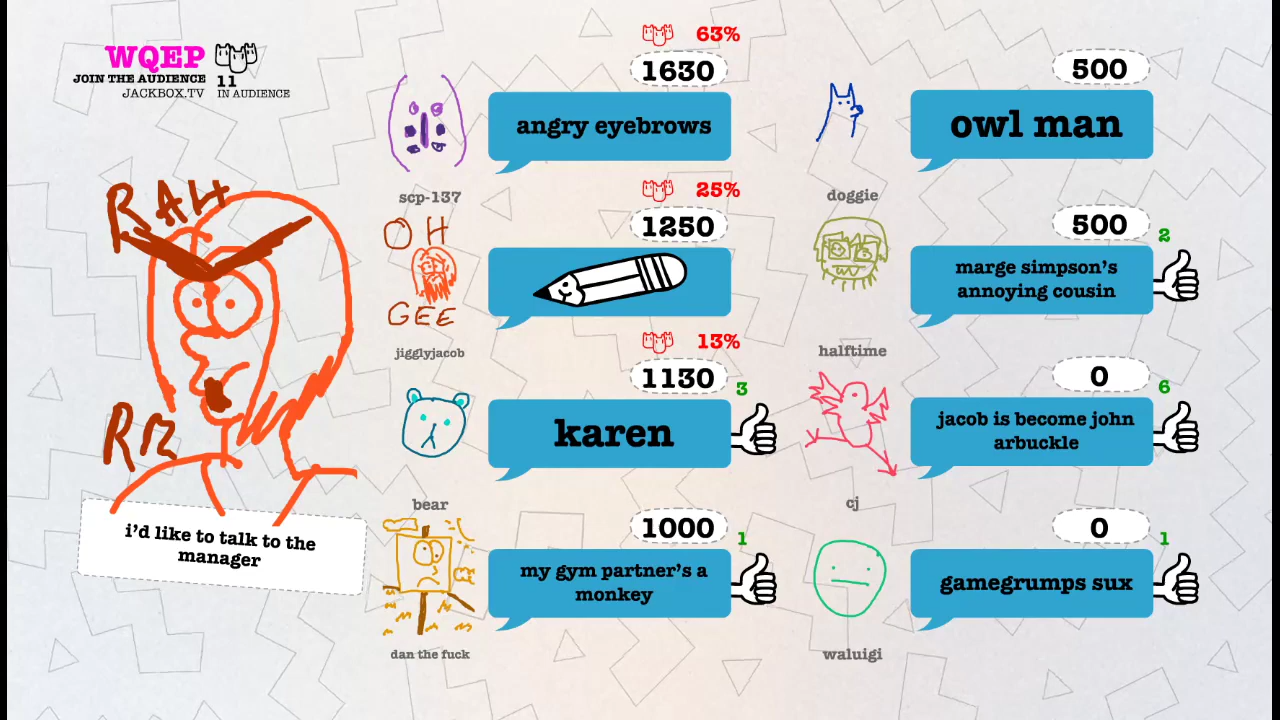 WQEP
JOIN THE AUDIENCE
JACKBOX.TV
11
IN AUDIENCE
RAH
RR
i'd like to talk to the
manager
63%
1630
angry eyebrows
scp-137
25%
1250
OH
GEE
jigglyjacob
13%
1130
3
karen
bear
1000
1
my gym partner's a
monkey
dan the fuck
500
owl man
doggie
500
2
marge simpson's
annoying cousin
halftime
0
6
jacob is become john
arbuckle
cj
0
1
gamegrumps sux
waluigi